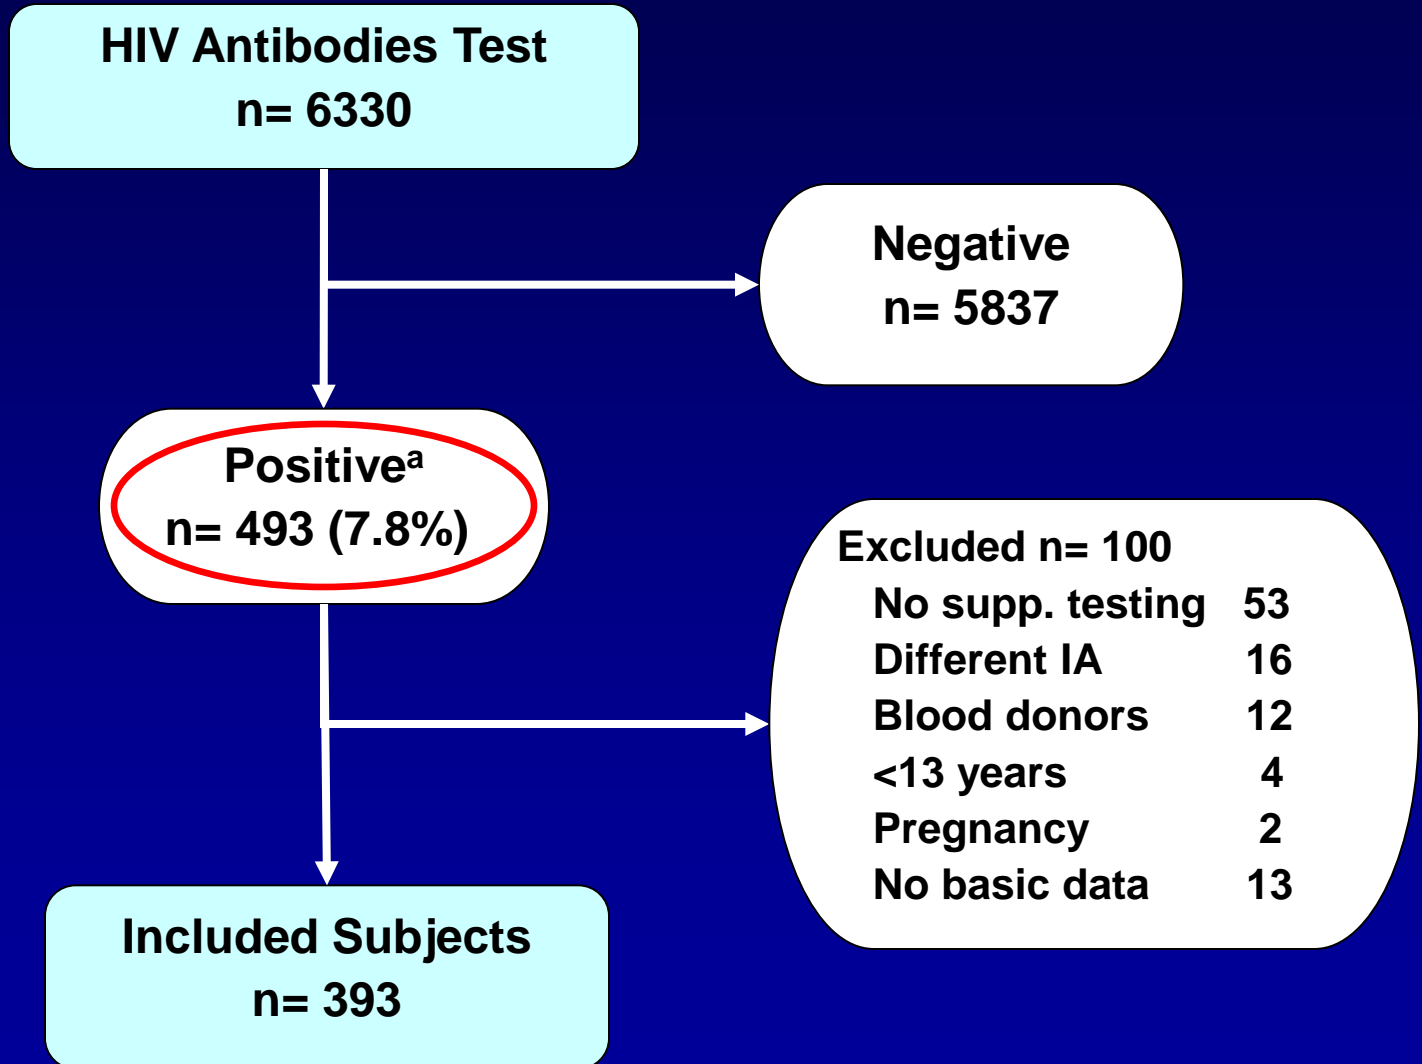 HIV Antibodies Test
n= 6330
Negative
n= 5837
Positiveᵃ
n= 493 (7.8%)
Excluded n= 100
No supp. testing 53
Different IA 16
Blood donors 12
<13 years 4
Pregnancy 2
No basic data 13
Included Subjects
n= 393